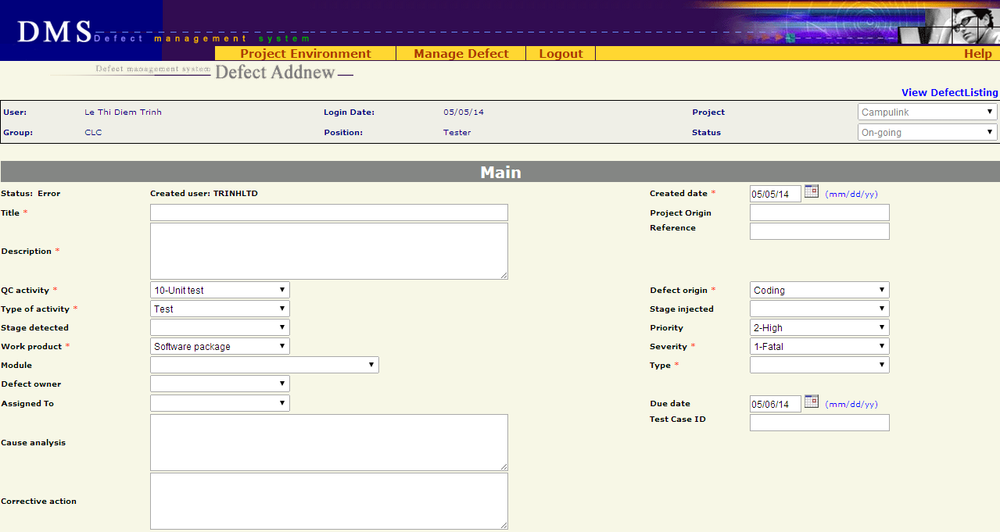 DMS Defect management system
Project Environment Manage Defect Logout Help
Defect management system Defect Addnew
View DefectListing
User: Le Thi Diem Trinh Login Date: 05/05/14 Project Campulink
Group: CLC Position: Tester Status On-going
Main
Status: Error Created user: TRINHLTD Created date * 05/05/14 (mm/dd/yy)
Title * Project Origin
Reference
Description *
QC activity * 10-Unit test Defect origin * Coding
Type of activity * Test Stage injected
Stage detected Priority 2-High
Work product * Software package Severity * 1-Fatal
Module Type *
Defect owner
Assigned To Due date 05/06/14 (mm/dd/yy)
Test Case ID
Cause analysis
Corrective action